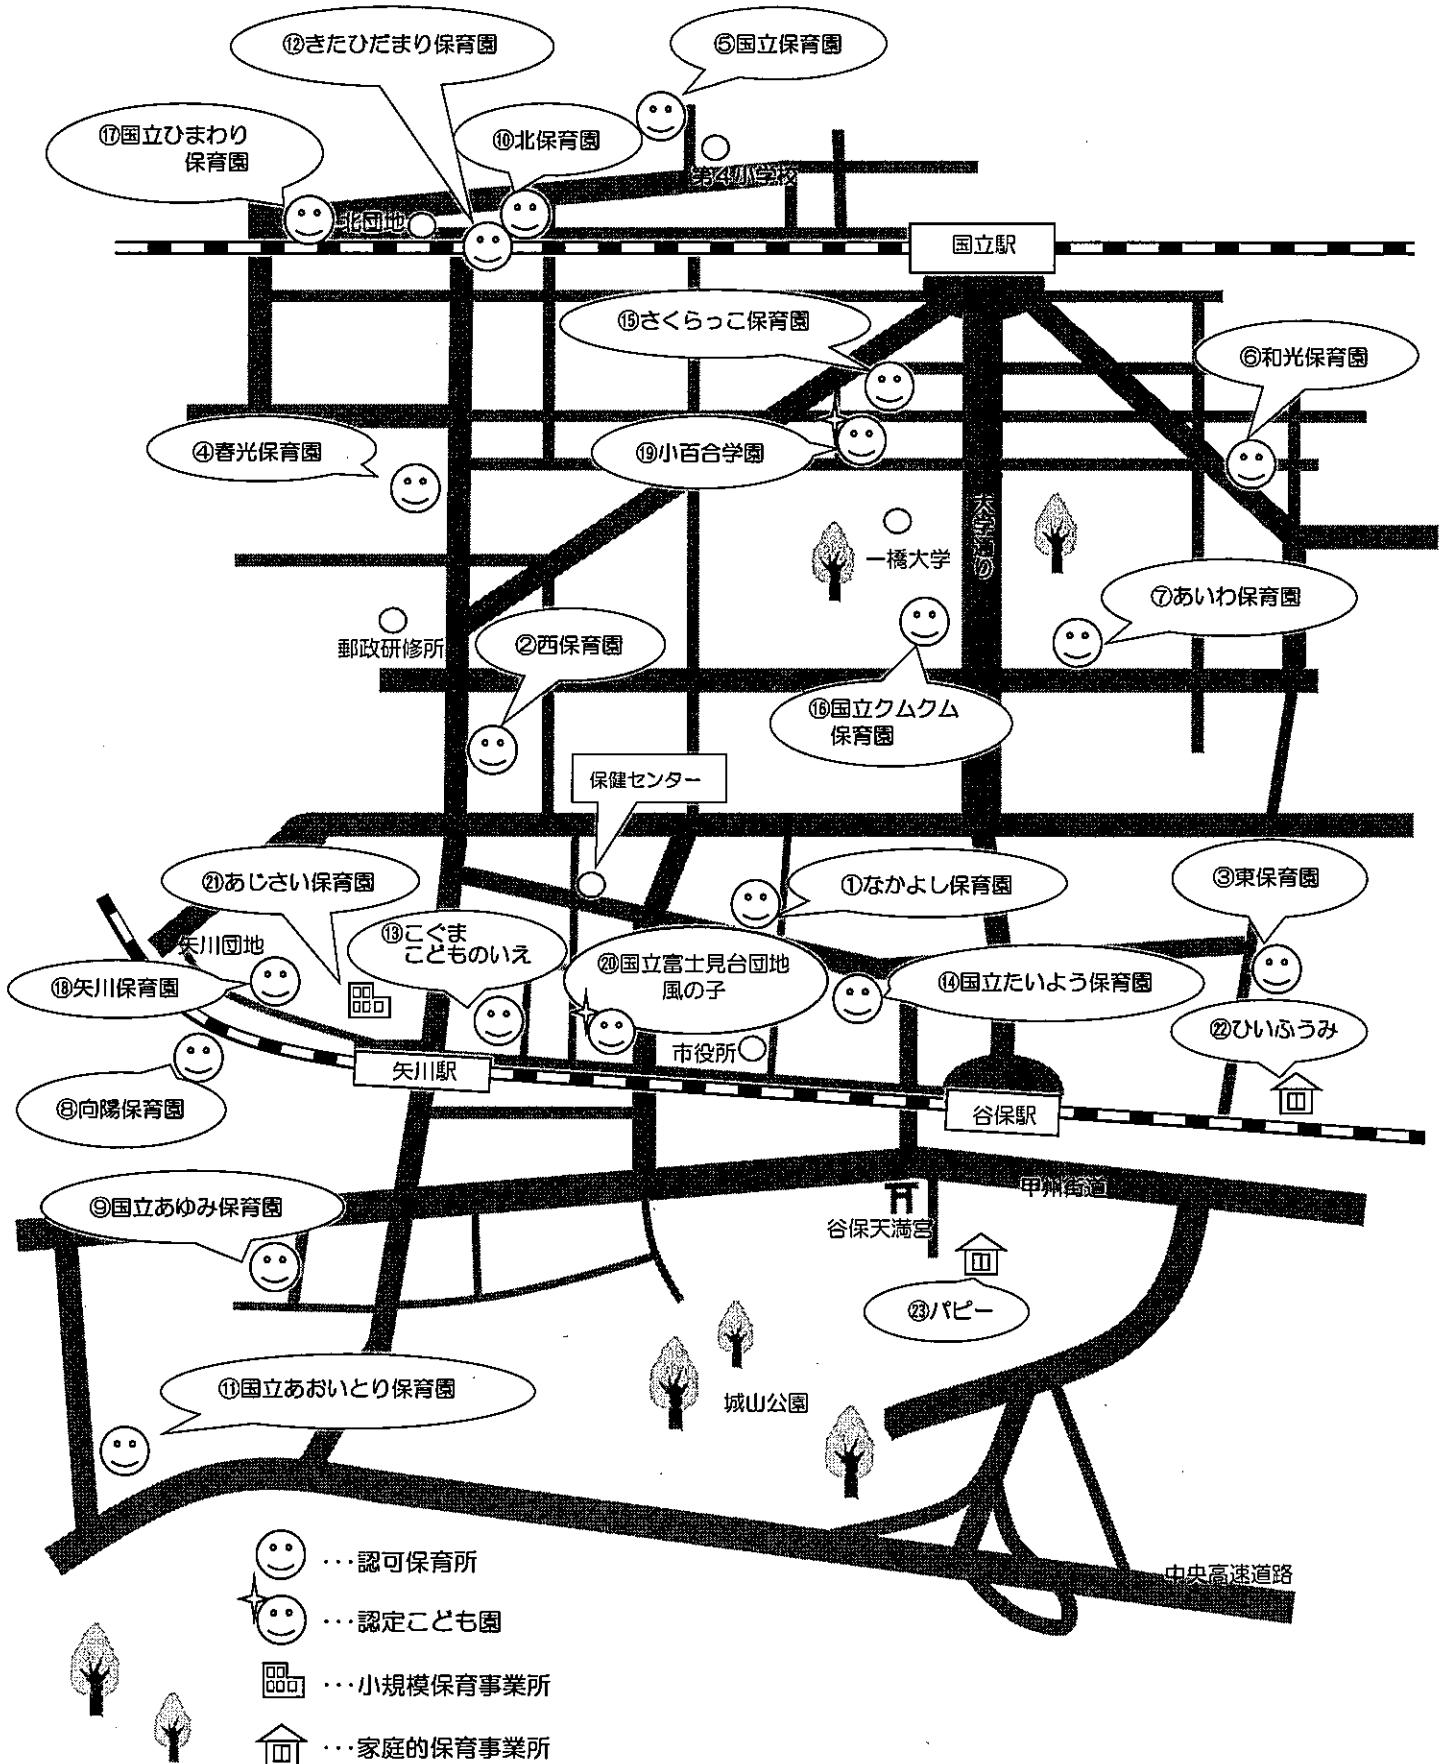 ⑫きたひだまり保育園
⑤国立保育園
⑰国立ひまわり
保育園
⑩北保育園
第4小学校
北団地
国立駅
⑮さくらっこ保育園
⑥和光保育園
④春光保育園
⑲小百合学園
大学通り
一橋大学
⑦あいわ保育園
郵政研修所
②西保育園
⑯国立クムクム
保育園
保健センター
㉑あじさい保育園
①なかよし保育園
③東保育園
⑬こぐま
こどものいえ
矢川団地
⑳国立富士見台団地
風の子
⑱矢川保育園
⑭国立たいよう保育園
㉒ひいふうみ
市役所
矢川駅
⑧向陽保育園
谷保駅
甲州街道
⑨国立あゆみ保育園
谷保天満宮
㉓パピー
⑪国立あおいとり保育園
城山公園
…認可保育所
中央高速道路
…認定こども園
…小規模保育事業所
…家庭的保育事業所